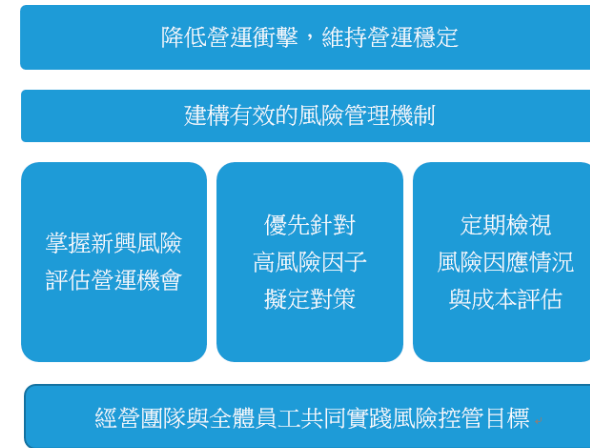 降低營運衝擊，維持營運穩定
建構有效的風險管理機制
掌握新興風險
評估營運機會
優先針對
高風險因子
擬定對策
定期檢視
風險因應情況
與成本評估
經營團隊與全體員工共同實踐風險控管目標